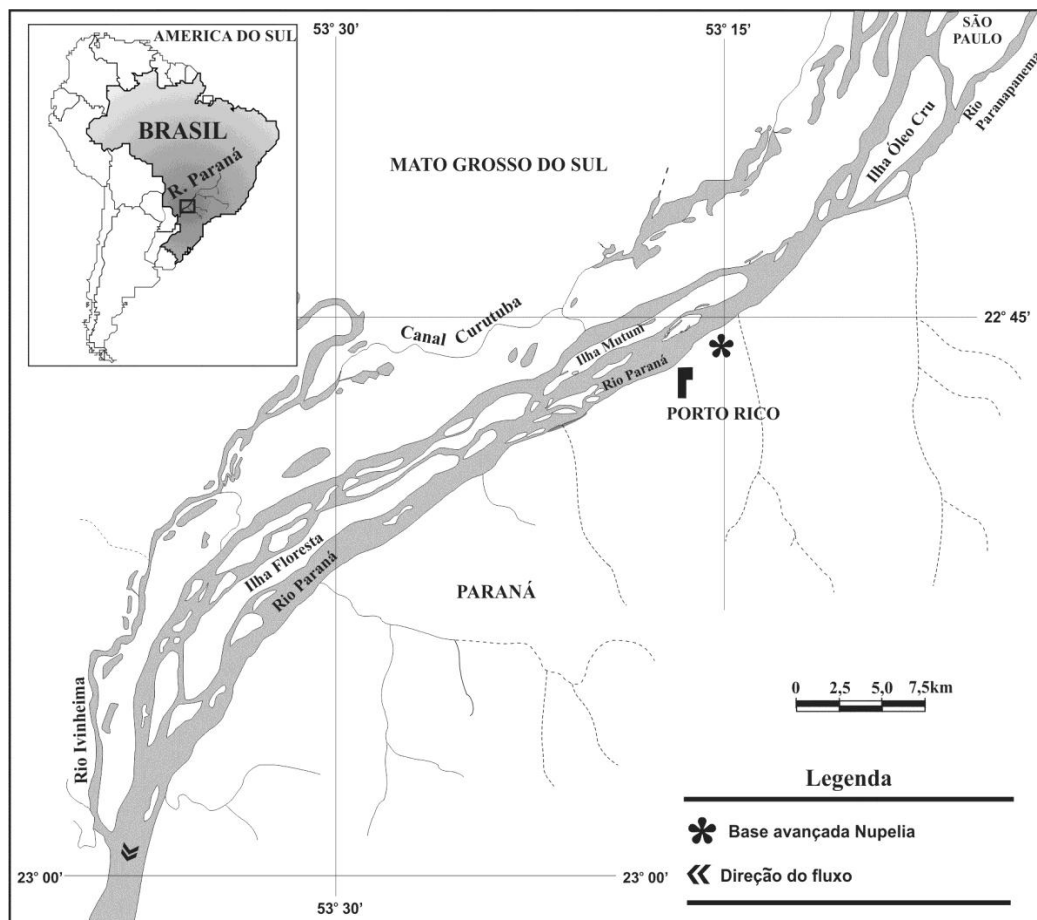 AMERICA DO SUL
BRASIL
R. Paraná
53° 30’
53° 15’
SÃO
PAULO
Rio Paranapanema
Ilha Óleo Cru
MATO GROSSO DO SUL
22° 45’
Canal Curutuba
Ilha Mutum
Rio Paraná
PORTO RICO
Ilha Floresta
Rio Paraná
PARANÁ
Rio Ivinheima
0 2,5 5,0 7,5km
Legenda
Base avançada Nupelia
Direção do fluxo
23° 00’
23° 00’
53° 30’